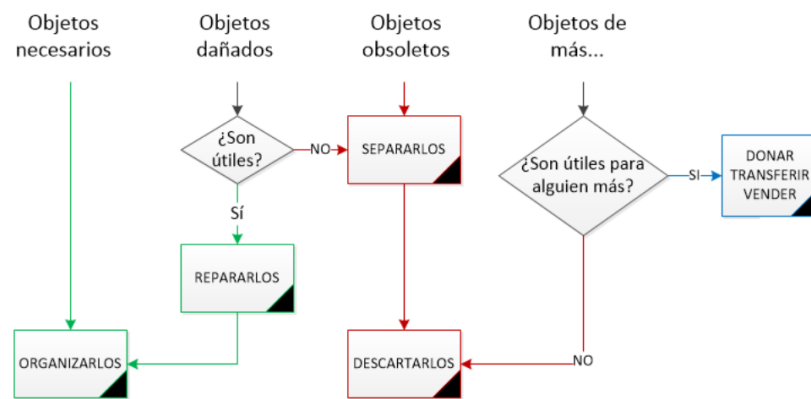 Objetos
necesarios
Objetos
dañados
Objetos
obsoletos
Objetos de
más...
¿Son
útiles?
NO
SEPARARLOS
¿Son útiles para
alguien más?
SI
DONAR
TRANSFERIR
VENDER
Sí
REPARARLOS
ORGANIZARLOS
DESCARTARLOS
NO